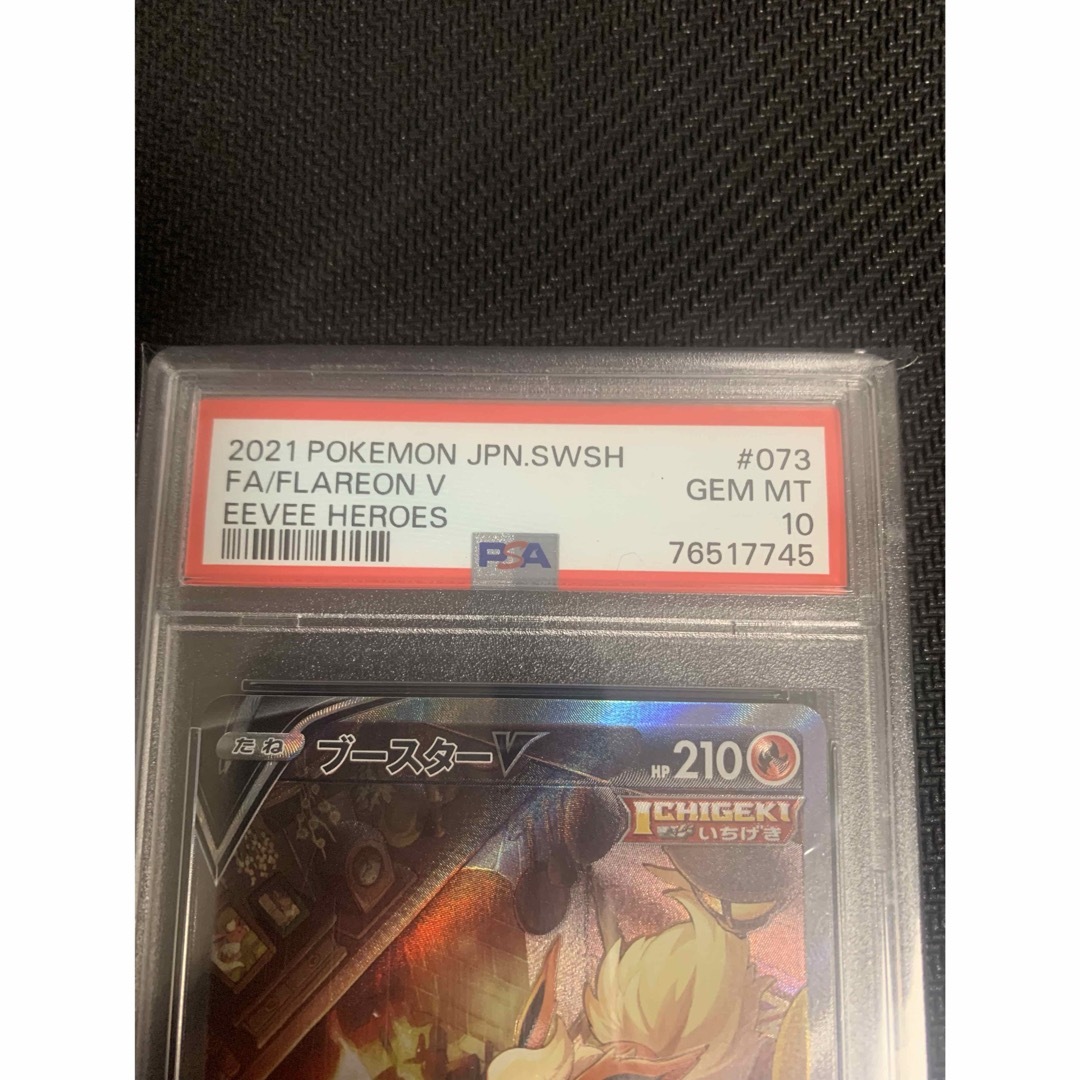 2021 POKEMON JPN.SWSH #073
FA/FLAREON V GEM MT
EEVEE HEROES 10
PSA 76517745
たね ブースターV HP 210
ICHIGEKI
いちげき